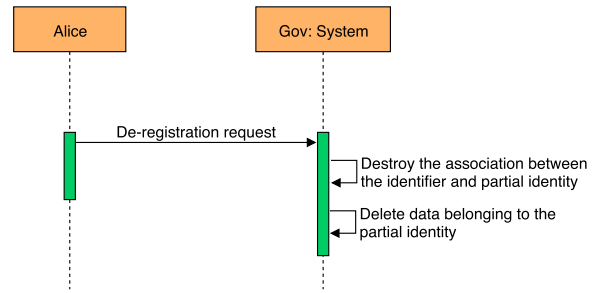 Alice
Gov: System
De-registration request
Destroy the association between
the identifier and partial identity
Delete data belonging to the
partial identity